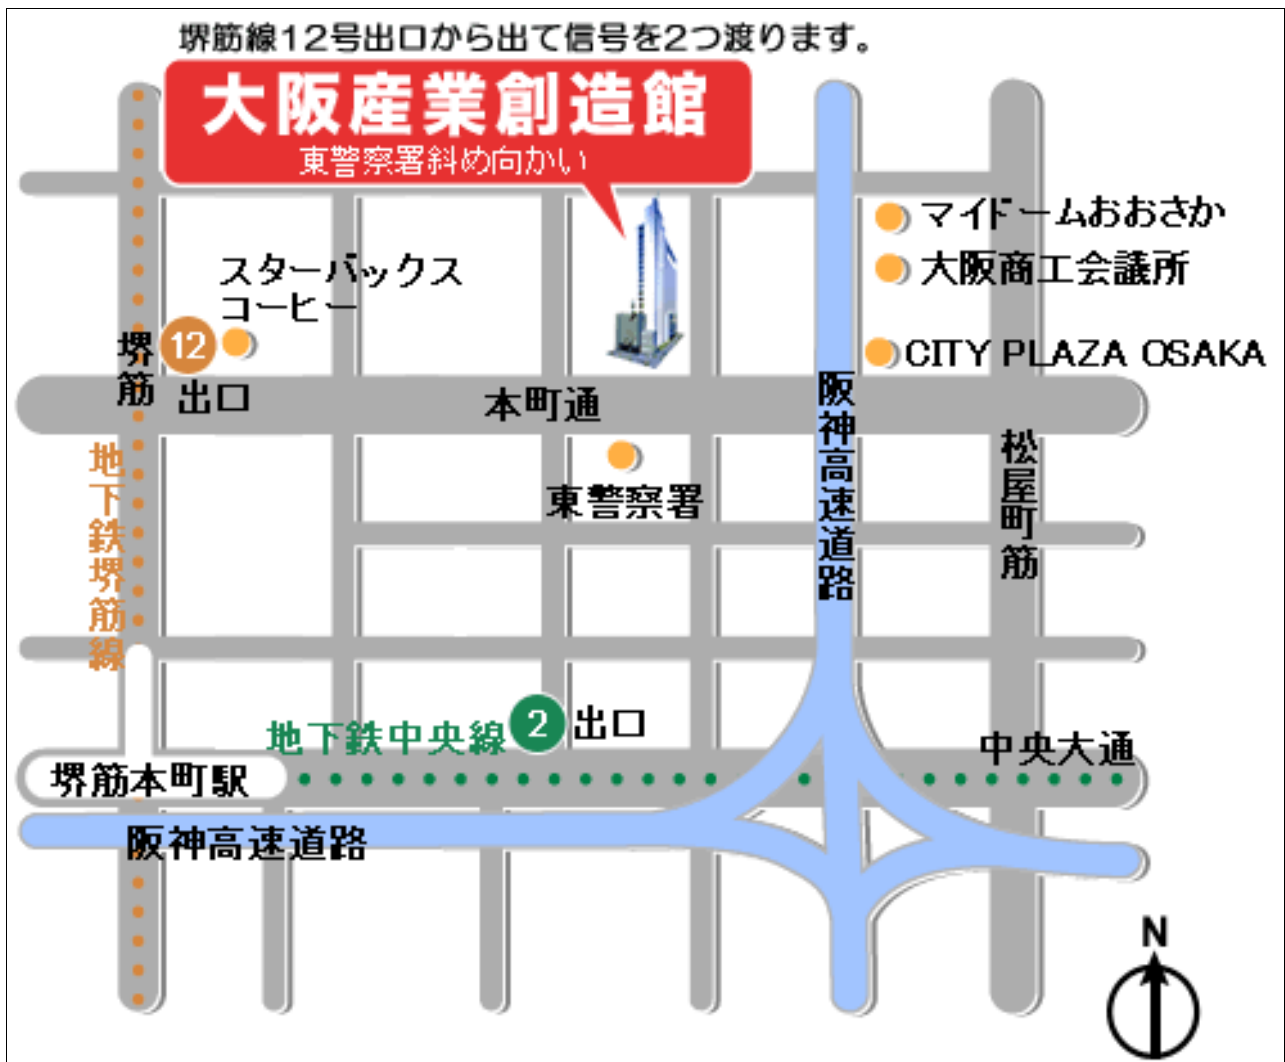 堺筋線12号出口から出て信号を2つ渡ります。
大阪産業創造館
東警察署斜め向かい
マイドームおおさか
スターバックス
コーヒー
大阪商工会議所
堺筋
12
出口
CITY PLAZA OSAKA
本町通
阪神高速道路
松屋町筋
地下鉄堺筋線
東警察署
地下鉄中央線
2
出口
中央大通
堺筋本町駅
阪神高速道路
N